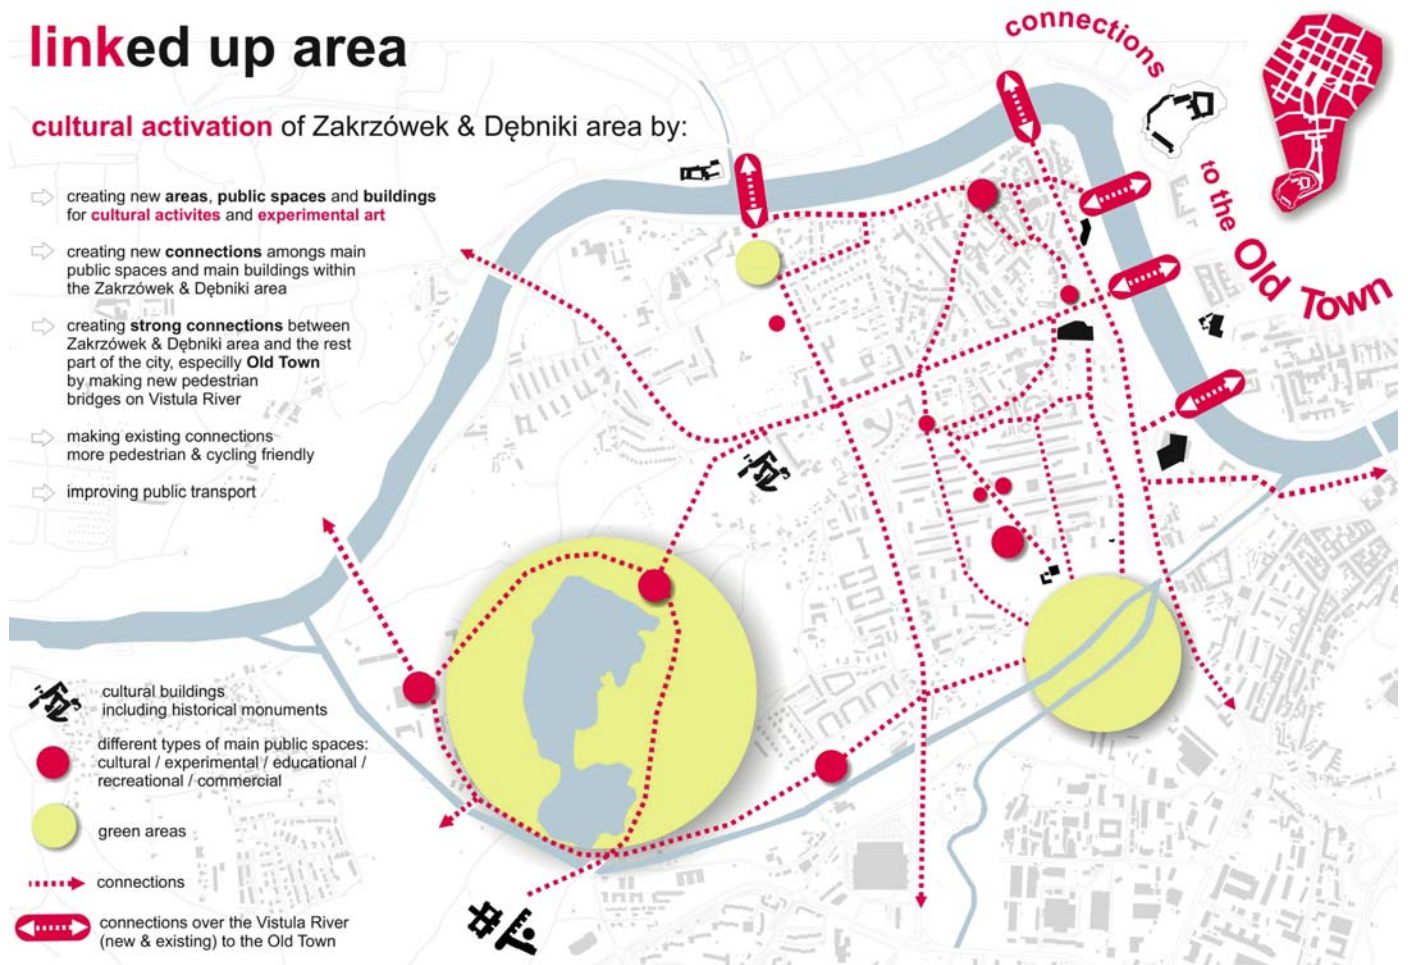 linked up area
cultural activation of Zakrzówek & Dębniki area by:
creating new areas, public spaces and buildings
for cultural activites and experimental art
creating new connections amongs main
public spaces and main buildings within
the Zakrzówek & Dębniki area
creating strong connections between
Zakrzówek & Dębniki area and the rest
part of the city, especilly Old Town
by making new pedestrian
bridges on Vistula River
making existing connections
more pedestrian & cycling friendly
improving public transport
connections
to the
Old Town
cultural buildings
including historical monuments
different types of main public spaces:
cultural / experimental / educational /
recreational / commercial
green areas
connections
connections over the Vistula River
(new & existing) to the Old Town